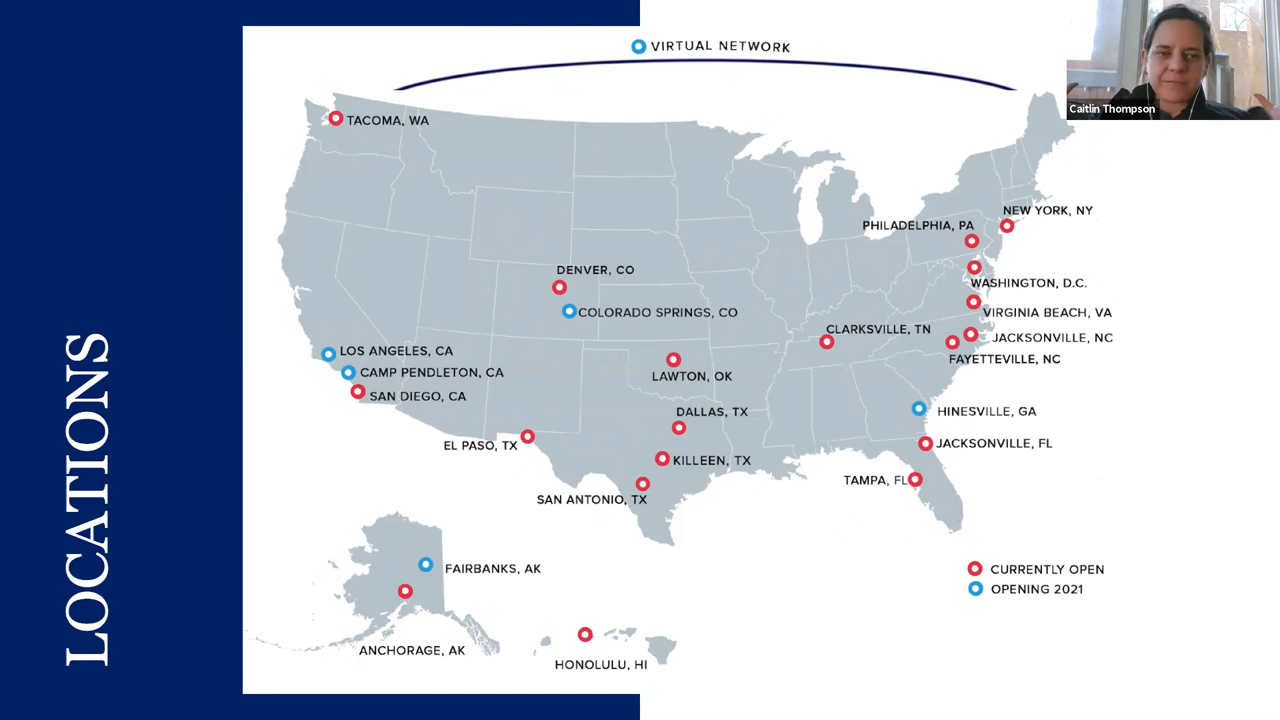 VIRTUAL NETWORK
Caitlin Thompson
TACOMA, WA
NEW YORK, NY
PHILADELPHIA, PA
DENVER, CO
WASHINGTON, D.C.
COLORADO SPRINGS, CO
VIRGINIA BEACH, VA
CLARKSVILLE, TN
JACKSONVILLE, NC
LOS ANGELES, CA
FAYETTEVILLE, NC
CAMP PENDLETON, CA
LAWTON, OK
SAN DIEGO, CA
DALLAS, TX
HINESVILLE, GA
EL PASO, TX
JACKSONVILLE, FL
KILLEEN, TX
TAMPA, FL
SAN ANTONIO, TX
FAIRBANKS, AK
CURRENTLY OPEN
OPENING 2021
ANCHORAGE, AK
HONOLULU, HI
LOCATIONS